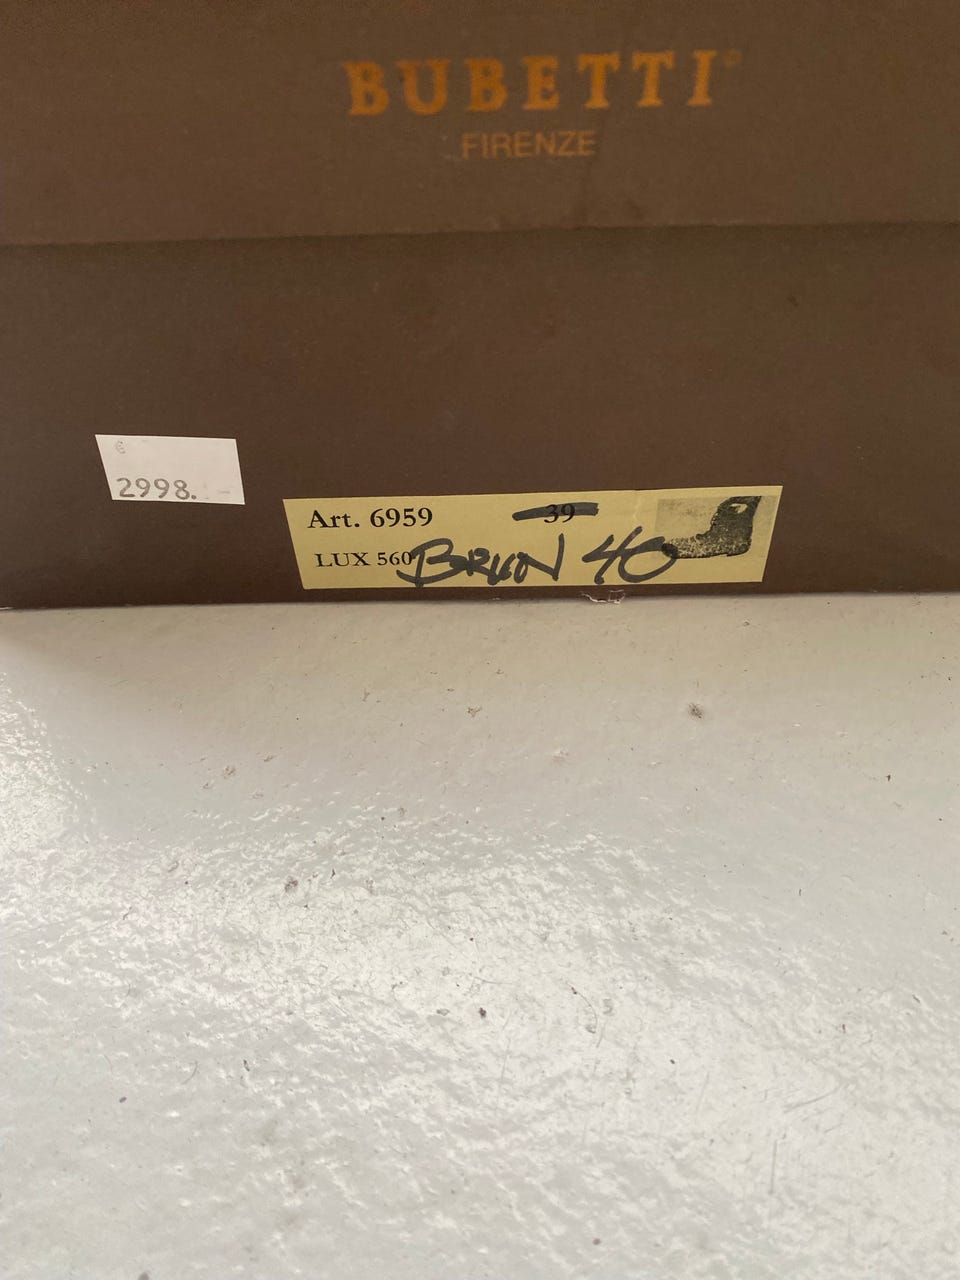 BUBETTI
FIRENZE
€
2998. -
Art. 6959 39
LUX 560 BRUN 40